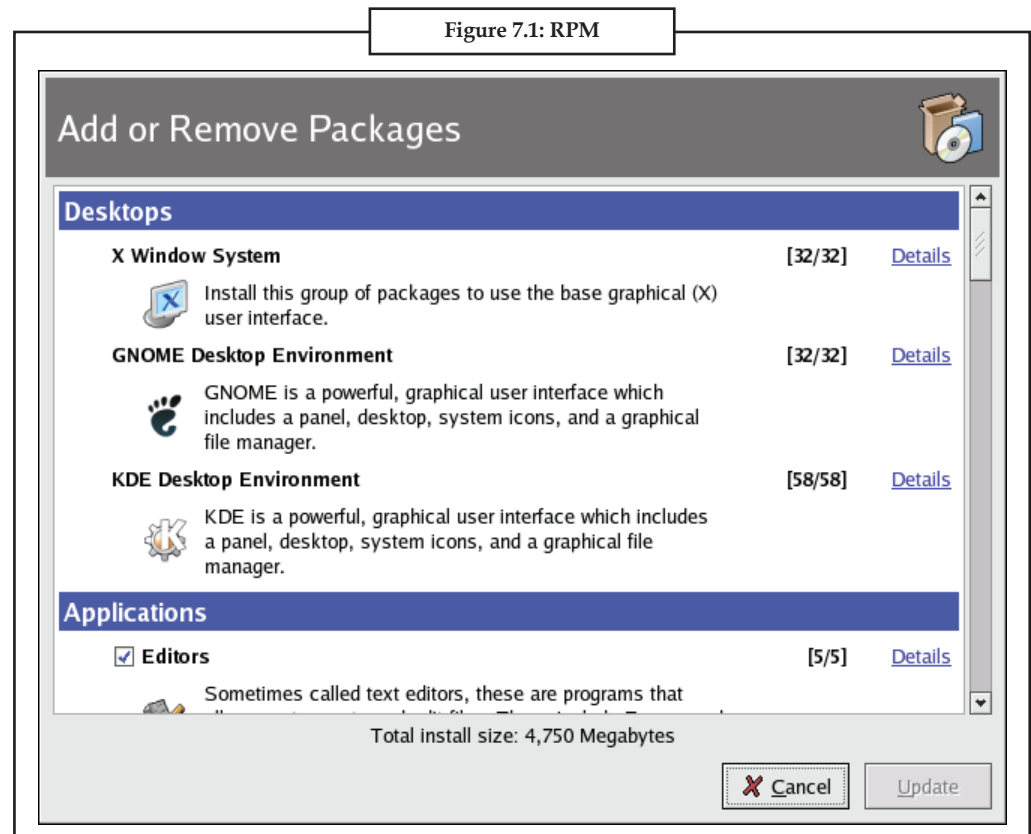 Figure 7.1: RPM
Add or Remove Packages
Desktops
X Window System [32/32] Details
Install this group of packages to use the base graphical (X)
user interface.
GNOME Desktop Environment [32/32] Details
GNOME is a powerful, graphical user interface which
includes a panel, desktop, system icons, and a graphical
file manager.
KDE Desktop Environment [58/58] Details
KDE is a powerful, graphical user interface which includes
a panel, desktop, system icons, and a graphical file
manager.
Applications
Editors [5/5] Details
Sometimes called text editors, these are programs that
Total install size: 4,750 Megabytes
Cancel Update